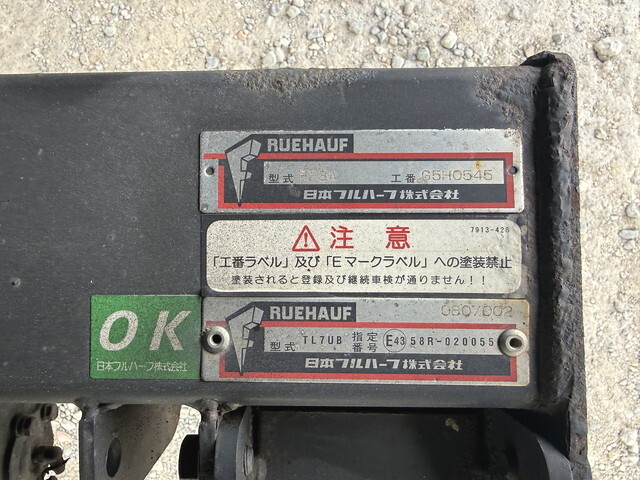 FRUEHAUF
型式 工番 G5H0545
日本フルハーフ株式会社
⚠注意 7913-428
「工番ラベル」及び「Eマークラベル」への塗装禁止
塗装されると登録及び継続車検が通りません!!
FRUEHAUF
型式 TL7UB 指定番号 E43 58R-020055
日本フルハーフ株式会社
OK
日本フルハーフ株式会社